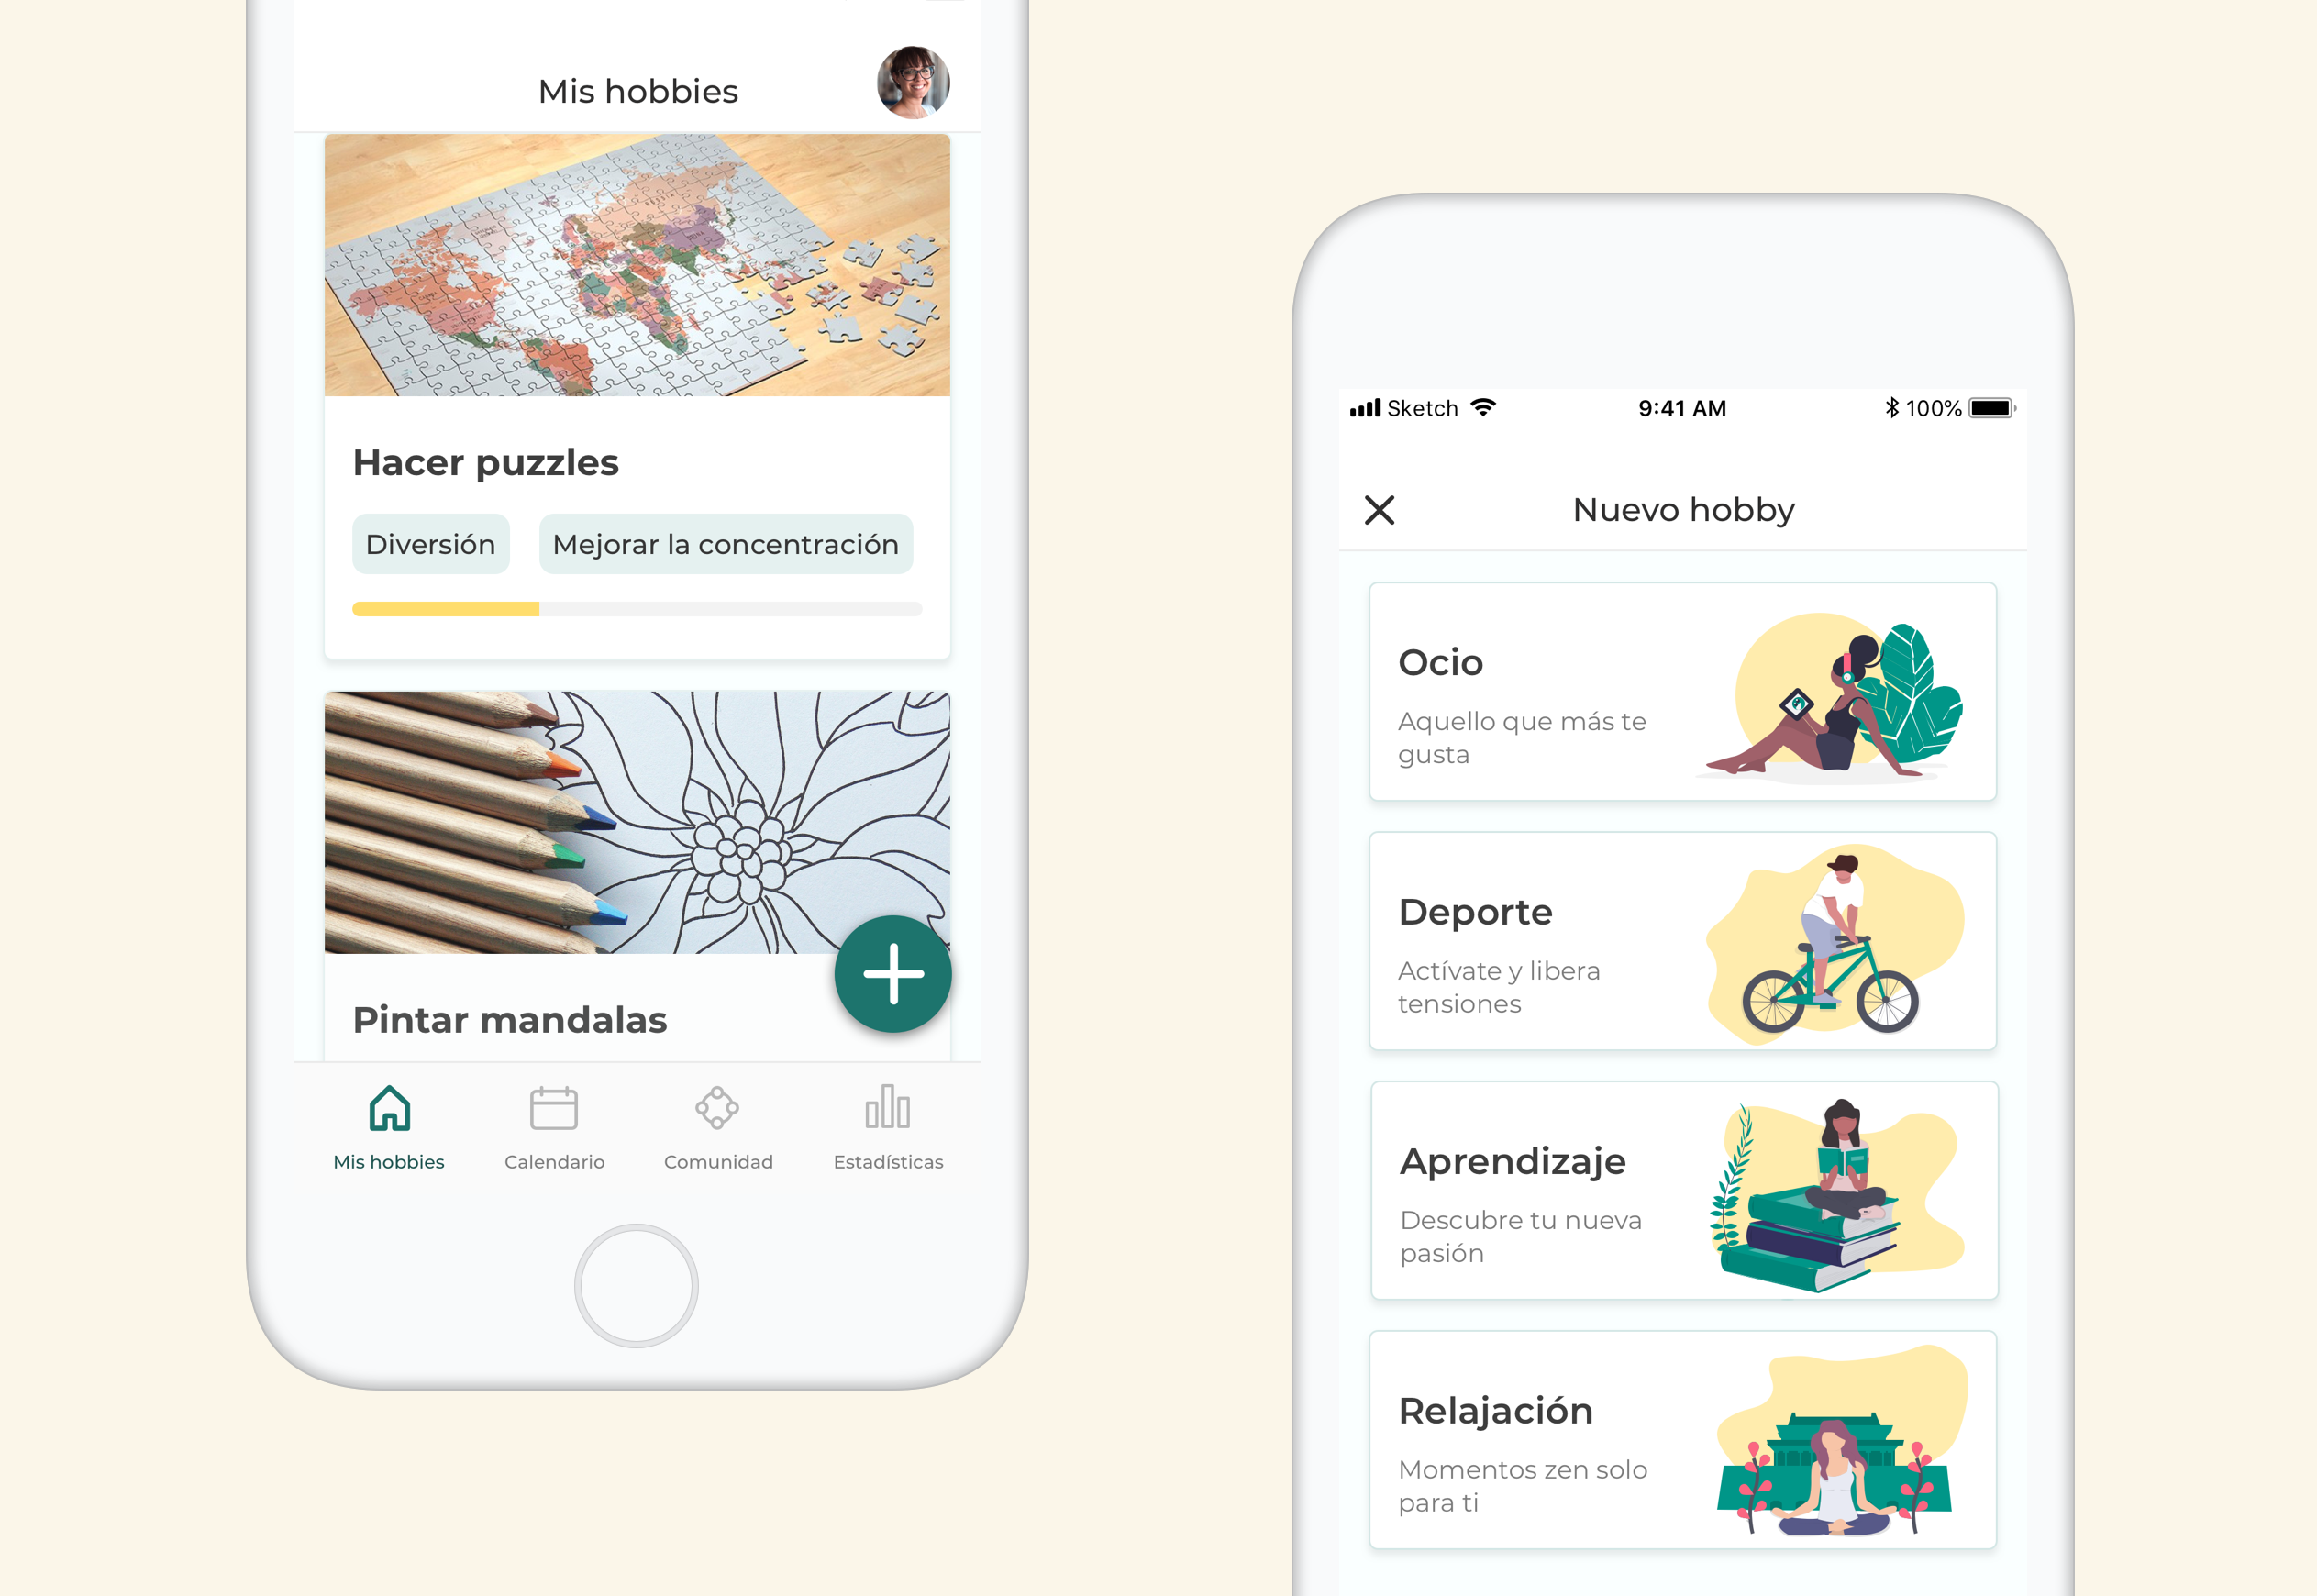 Mis hobbies
Hacer puzzles
Diversión
Mejorar la concentración
Pintar mandalas
Mis hobbies
Calendario
Comunidad
Estadísticas
Sketch
9:41 AM
100%
Nuevo hobby
Ocio
Aquello que más te
gusta
Deporte
Actívate y libera
tensiones
Aprendizaje
Descubre tu nueva
pasión
Relajación
Momentos zen solo
para ti